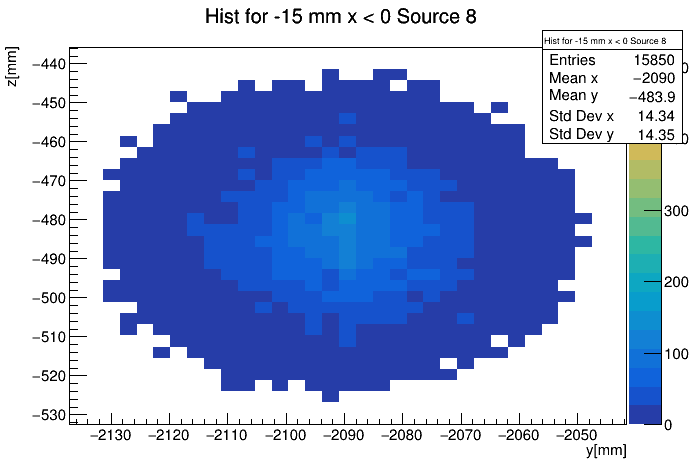 Hist for -15 mm x < 0 Source 8
z[mm]
Hist for -15 mm x < 0 Source 8
Entries 15850
Mean x −2090
Mean y −483.9
Std Dev x 14.34
Std Dev y 14.35
−440
−450
−460
−470
−480
−490
−500
−510
−520
−530
300
200
100
0
−2130 −2120 −2110 −2100 −2090 −2080 −2070 −2060 −2050
y[mm]